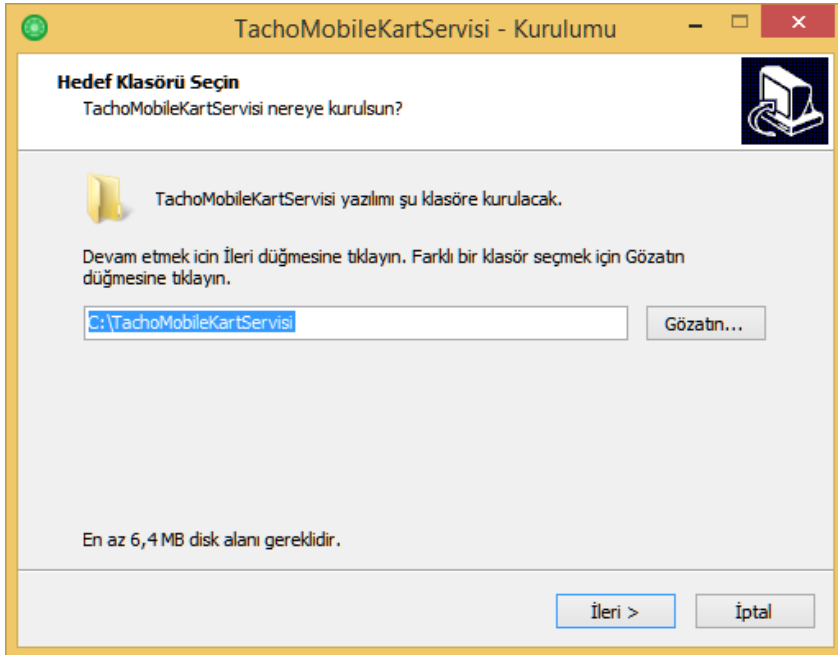 TachoMobileKartServisi - Kurulumu
Hedef Klasörü Seçin
TachoMobileKartServisi nereye kurulsun?
TachoMobileKartServisi yazılımı şu klasöre kurulacak.
Devam etmek icin İleri düğmesine tıklayın. Farklı bir klasör seçmek için Gözatın
düğmesine tıklayın.
C:\TachoMobileKartServisi
Gözatın...
En az 6,4 MB disk alanı gereklidir.
İleri >
İptal